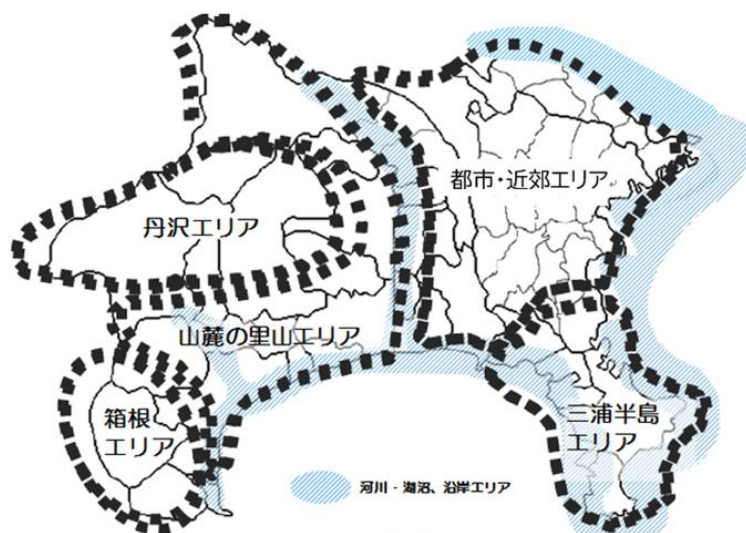 都市・近郊エリア
丹沢エリア
山麓の里山エリア
箱根
エリア
三浦半島
エリア
河川・湖沼、沿岸エリア